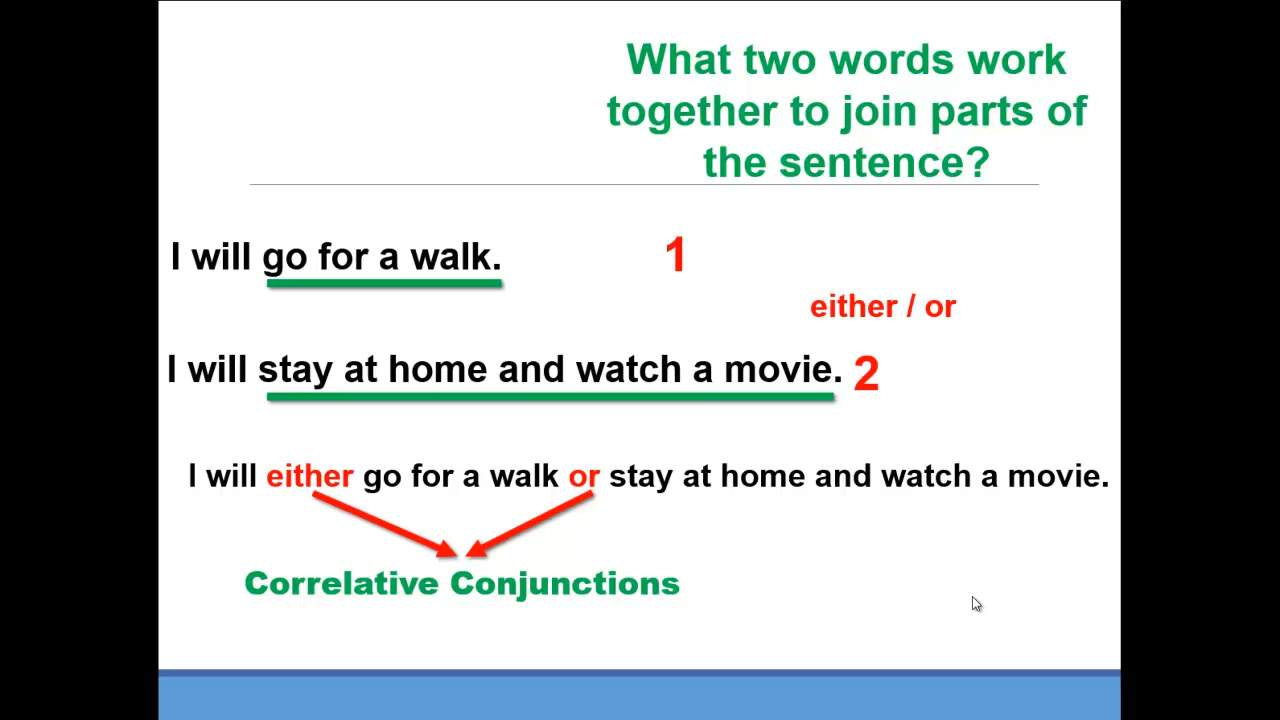 What two words work
together to join parts of
the sentence?
I will go for a walk.
1
either / or
I will stay at home and watch a movie.
2
I will either go for a walk or stay at home and watch a movie.
Correlative Conjunctions